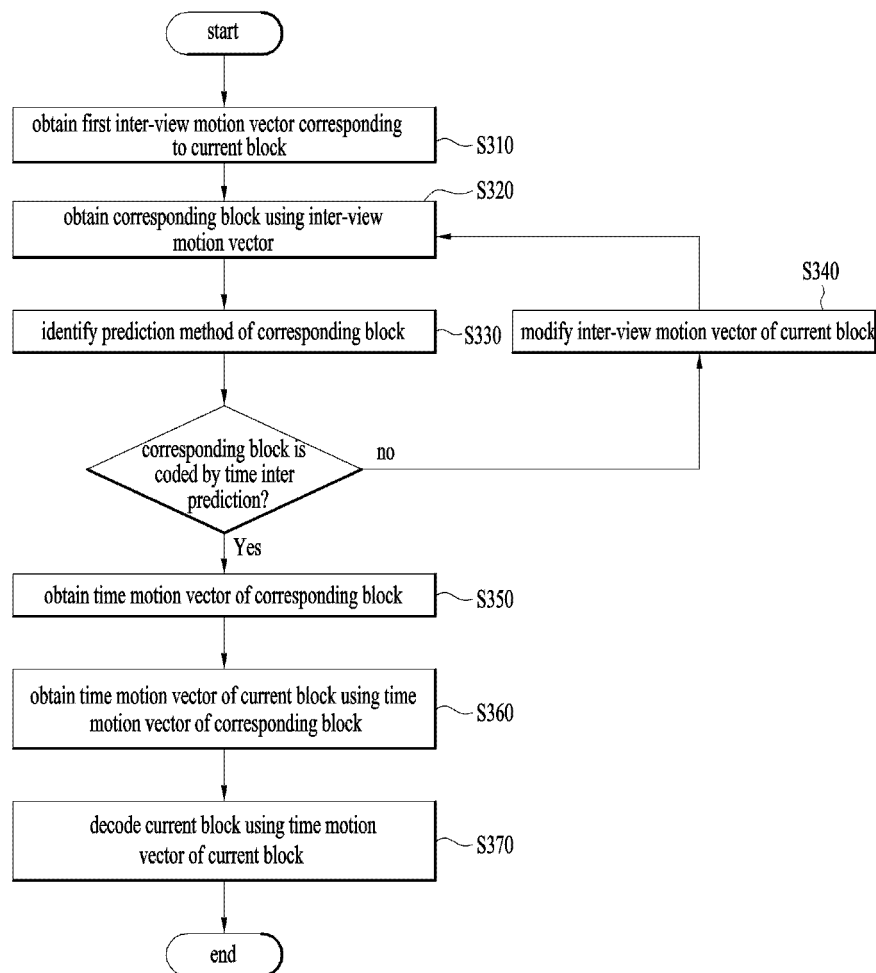 start
obtain first inter-view motion vector corresponding
to current block
S310
S320
obtain corresponding block using inter-view
motion vector
S340
identify prediction method of corresponding block
S330
modify inter-view motion vector of current block
corresponding block is
coded by time inter
prediction?
no
Yes
obtain time motion vector of corresponding block
S350
obtain time motion vector of current block using time
motion vector of corresponding block
S360
decode current block using time motion
vector of current block
S370
end